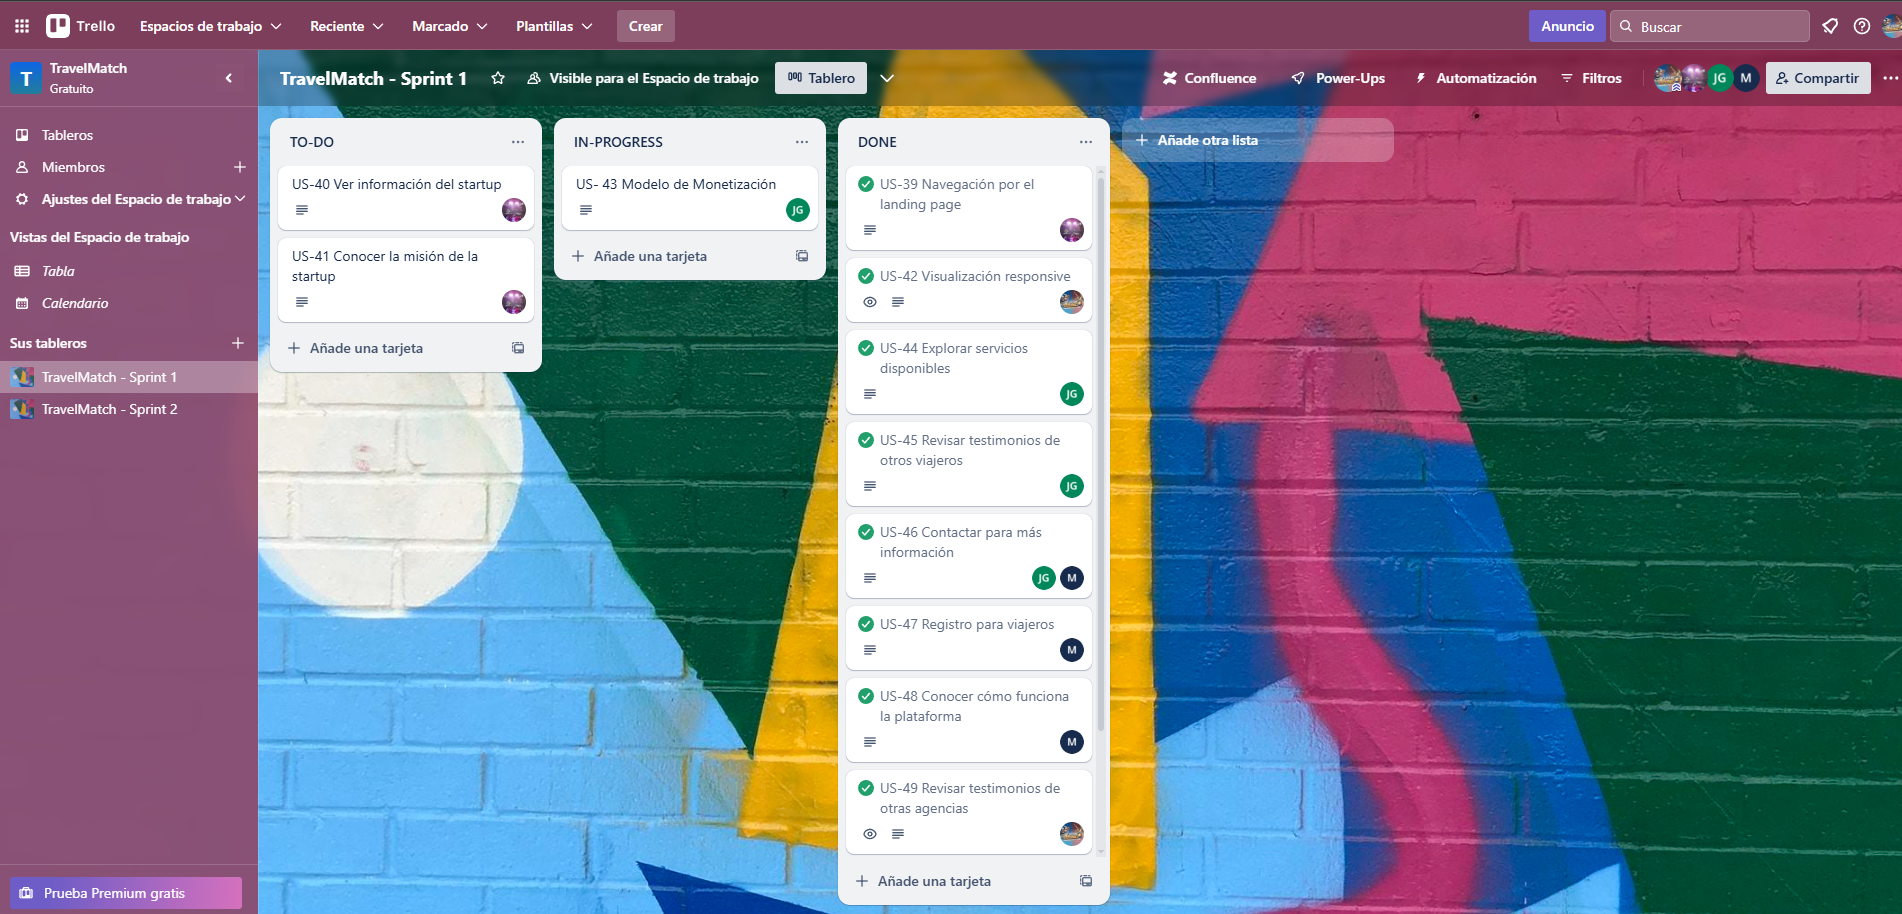 Trello
Espacios de trabajo
Reciente
Marcado
Plantillas
Crear
Anuncio
Buscar
T
TravelMatch
Gratuito
TravelMatch - Sprint 1
Visible para el Espacio de trabajo
Tablero
Confluence
Power-Ups
Automatización
Filtros
JG
M
Compartir
Tableros
Miembros
Ajustes del Espacio de trabajo
Vistas del Espacio de trabajo
Tabla
Calendario
Sus tableros
TravelMatch - Sprint 1
TravelMatch - Sprint 2
Prueba Premium gratis
TO-DO
US-40 Ver información del startup
US-41 Conocer la misión de la
startup
Añade una tarjeta
IN-PROGRESS
US- 43 Modelo de Monetización
JG
Añade una tarjeta
DONE
US-39 Navegación por el
landing page
US-42 Visualización responsive
US-44 Explorar servicios
disponibles
JG
US-45 Revisar testimonios de
otros viajeros
JG
US-46 Contactar para más
información
JG
M
US-47 Registro para viajeros
M
US-48 Conocer cómo funciona
la plataforma
M
US-49 Revisar testimonios de
otras agencias
Añade una tarjeta
Añade otra lista